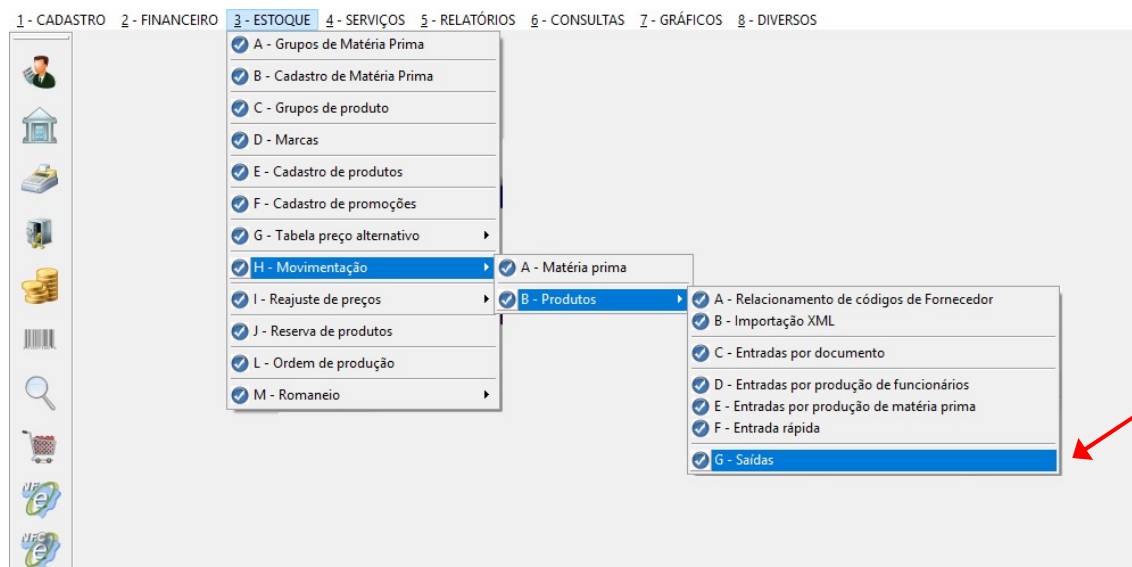 1 - CADASTRO 2 - FINANCEIRO 3 - ESTOQUE 4 - SERVIÇOS 5 - RELATÓRIOS 6 - CONSULTAS 7 - GRÁFICOS 8 - DIVERSOS
A - Grupos de Matéria Prima
B - Cadastro de Matéria Prima
C - Grupos de produto
D - Marcas
E - Cadastro de produtos
F - Cadastro de promoções
G - Tabela preço alternativo
H - Movimentação
I - Reajuste de preços
J - Reserva de produtos
L - Ordem de produção
M - Romaneio
A - Matéria prima
B - Produtos
A - Relacionamento de códigos de Fornecedor
B - Importação XML
C - Entradas por documento
D - Entradas por produção de funcionários
E - Entradas por produção de matéria prima
F - Entrada rápida
G - Saídas
NF e
NFC e